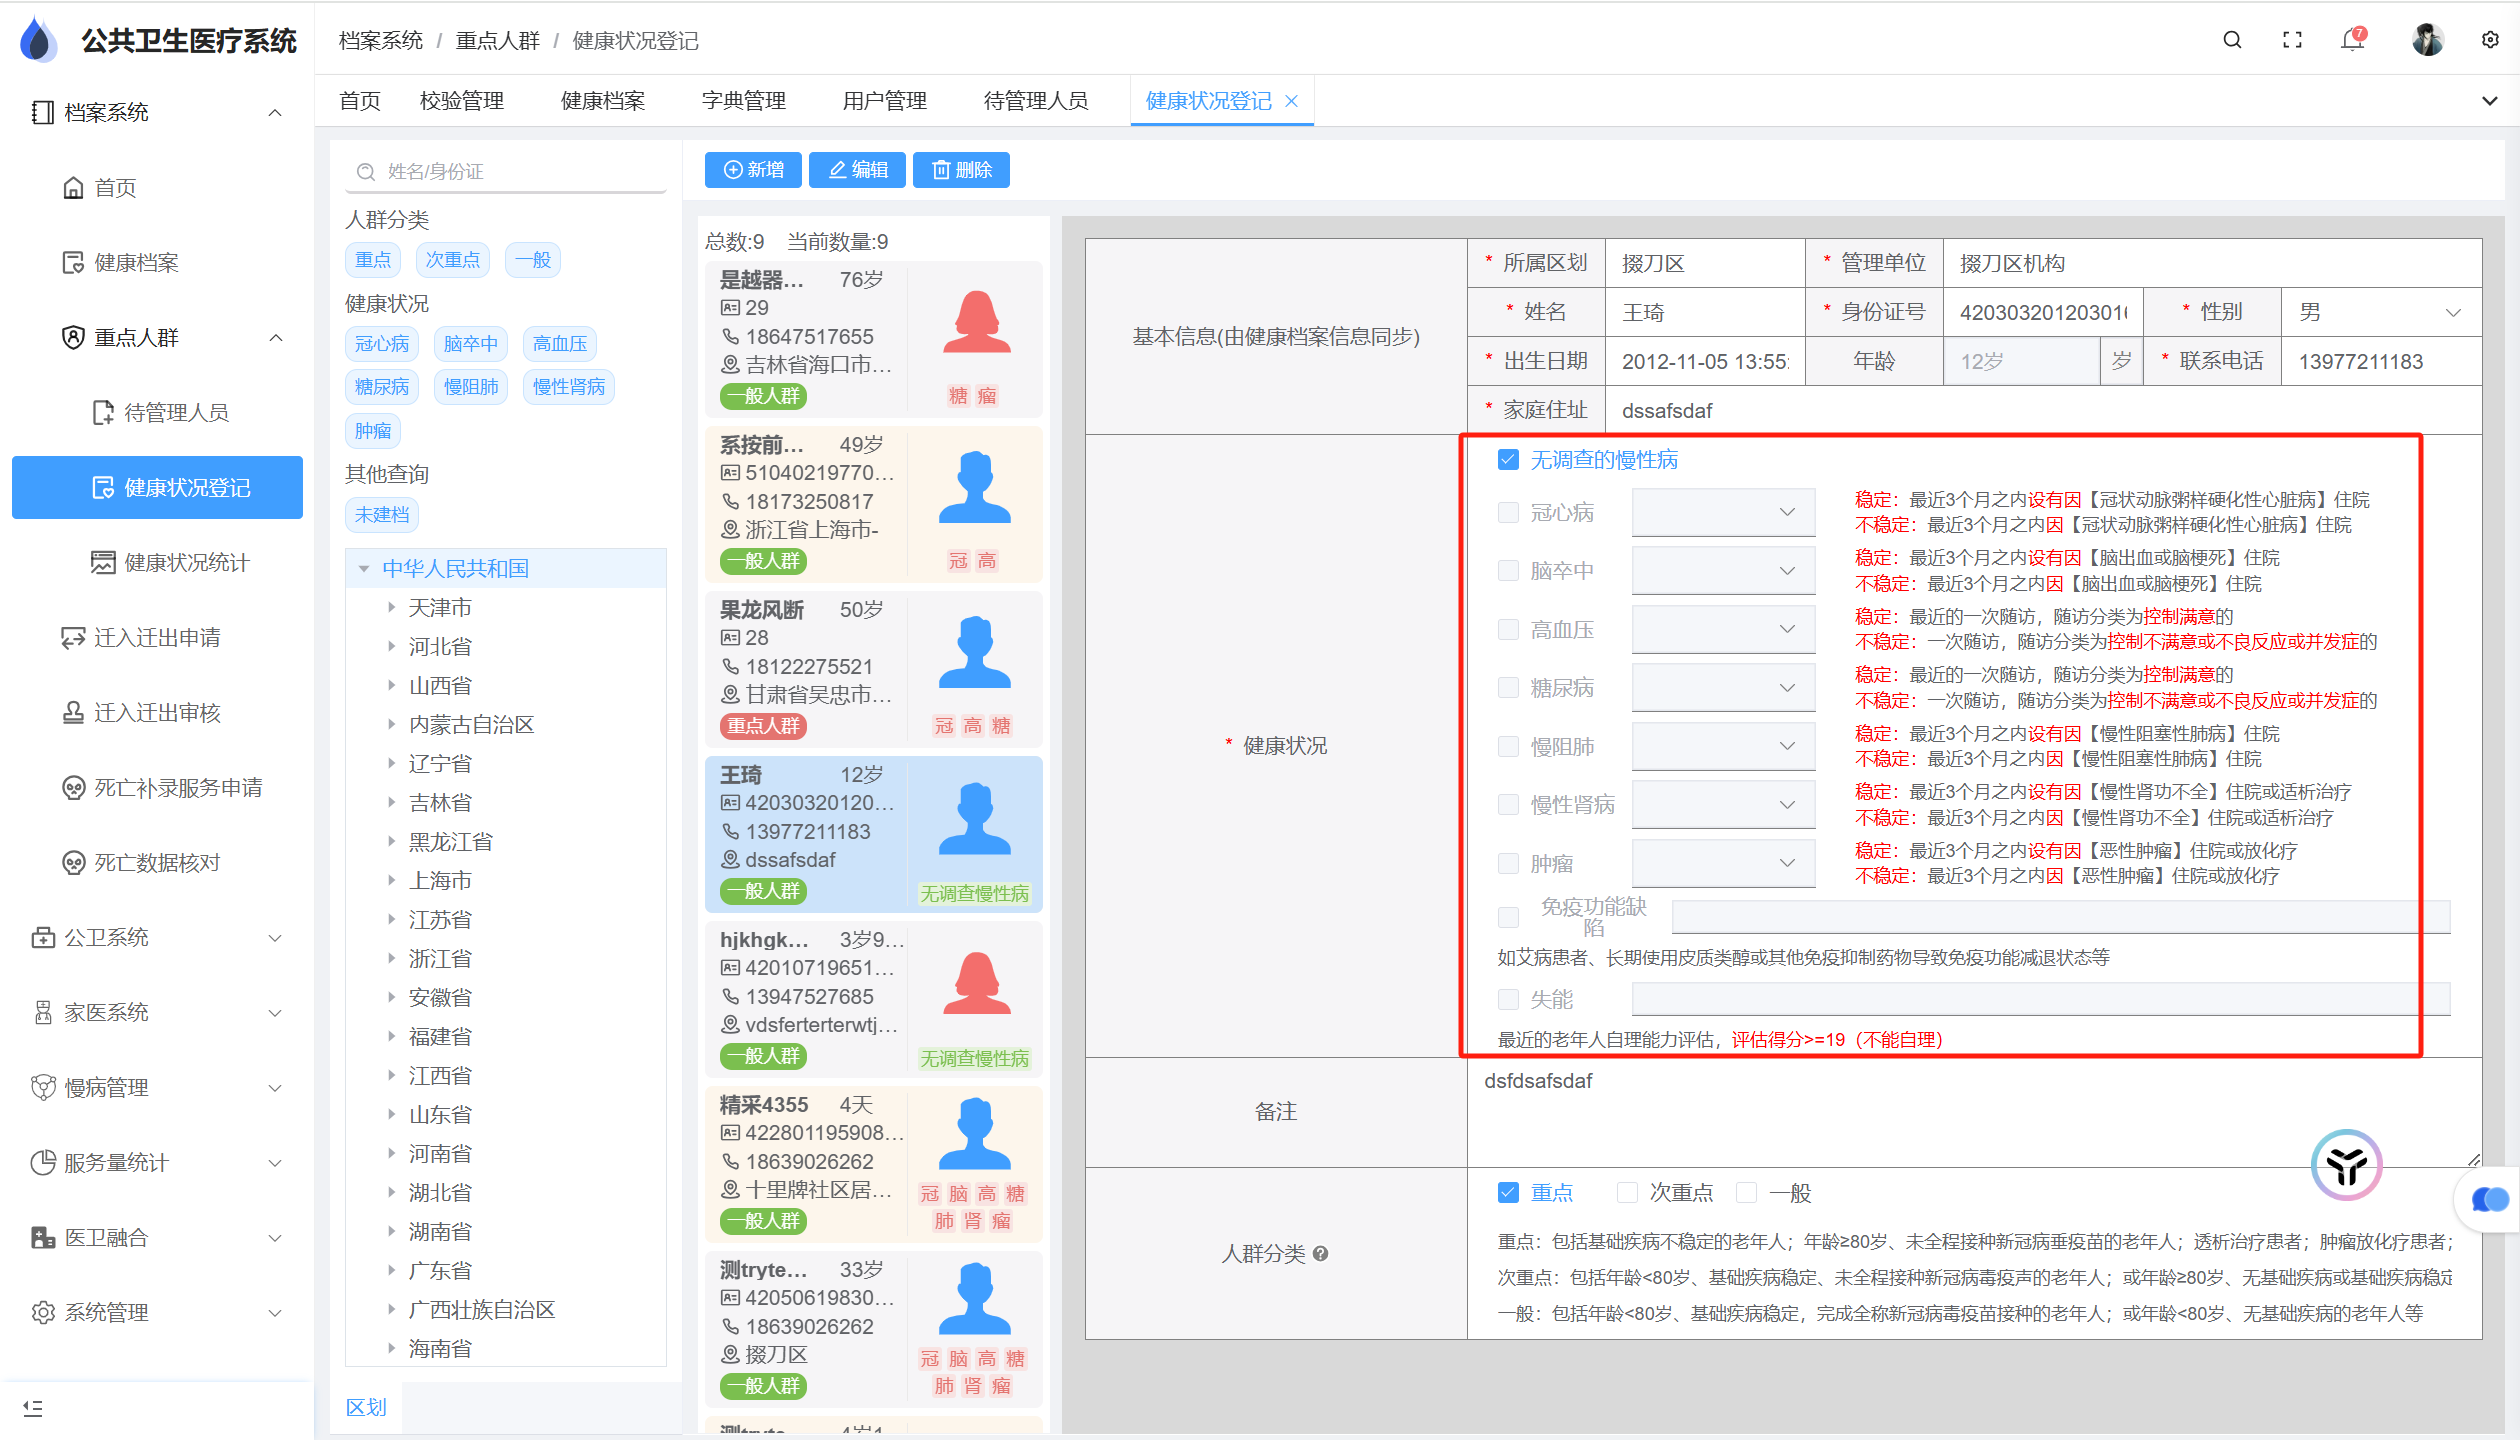 公共卫生医疗系统
档案系统 / 重点人群 / 健康状况登记
7
首页 校验管理 健康档案 字典管理 用户管理 待管理人员 健康状况登记
档案系统
首页
健康档案
重点人群
待管理人员
健康状况登记
健康状况统计
迁入迁出申请
迁入迁出审核
死亡补录服务申请
死亡数据核对
公卫系统
家医系统
慢病管理
服务量统计
医卫融合
系统管理
姓名/身份证
人群分类
重点 次重点 一般
健康状况
冠心病 脑卒中 高血压
糖尿病 慢阻肺 慢性肾病
肿瘤
其他查询
未建档
中华人民共和国
天津市
河北省
山西省
内蒙古自治区
辽宁省
吉林省
黑龙江省
上海市
江苏省
浙江省
安徽省
福建省
江西省
山东省
河南省
湖北省
湖南省
广东省
广西壮族自治区
海南省
区划
新增 编辑 删除
总数:9 当前数量:9
是越器... 76岁
29
18647517655
吉林省海口市...
一般人群 糖 瘤
系按前... 49岁
51040219770...
18173250817
浙江省上海市-
一般人群 冠 高
果龙风断 50岁
28
18122275521
甘肃省吴忠市...
重点人群 冠 高 糖
王琦 12岁
42030320120...
13977211183
dssafsdaf
一般人群 无调查慢性病
hjkhgk... 3岁9...
42010719651...
13947527685
vdsferterterwtj...
一般人群 无调查慢性病
精采4355 4天
422801195908...
18639026262
十里牌社区居...
一般人群 冠 脑 高 糖
肺 肾 瘤
测tryte... 33岁
42050619830...
18639026262
掇刀区
一般人群 冠 脑 高 糖
肺 肾 瘤
基本信息(由健康档案信息同步)
* 所属区划 掇刀区 * 管理单位 掇刀区机构
* 姓名 王琦 * 身份证号 42030320120301 * 性别 男
* 出生日期 2012-11-05 13:55: 年龄 12岁 岁 * 联系电话 13977211183
* 家庭住址 dssafsdaf
* 健康状况
无调查的慢性病
冠心病 稳定：最近3个月之内设有因【冠状动脉粥样硬化性心脏病】住院
不稳定：最近3个月之内因【冠状动脉粥样硬化性心脏病】住院
脑卒中 稳定：最近3个月之内设有因【脑出血或脑梗死】住院
不稳定：最近3个月之内因【脑出血或脑梗死】住院
高血压 稳定：最近的一次随访，随访分类为控制满意的
不稳定：一次随访，随访分类为控制不满意或不良反应或并发症的
糖尿病 稳定：最近的一次随访，随访分类为控制满意的
不稳定：一次随访，随访分类为控制不满意或不良反应或并发症的
慢阻肺 稳定：最近3个月之内设有因【慢性阻塞性肺病】住院
不稳定：最近3个月之内因【慢性阻塞性肺病】住院
慢性肾病 稳定：最近3个月之内设有因【慢性肾功不全】住院或适析治疗
不稳定：最近3个月之内因【慢性肾功不全】住院或适析治疗
肿瘤 稳定：最近3个月之内设有因【恶性肿瘤】住院或放化疗
不稳定：最近3个月之内因【恶性肿瘤】住院或放化疗
免疫功能缺
陷
如艾病患者、长期使用皮质类醇或其他免疫抑制药物导致免疫功能减退状态等
失能
最近的老年人自理能力评估，评估得分>=19（不能自理）
备注
dsfdsafsdaf
人群分类
重点 次重点 一般
重点：包括基础疾病不稳定的老年人；年龄≥80岁、未全程接种新冠病垂疫苗的老年人；透析治疗患者；肿瘤放化疗患者；
次重点：包括年龄<80岁、基础疾病稳定、未全程接种新冠病毒疫声的老年人；或年龄≥80岁、无基础疾病或基础疾病稳定
一般：包括年龄<80岁、基础疾病稳定，完成全称新冠病毒疫苗接种的老年人；或年龄<80岁、无基础疾病的老年人等